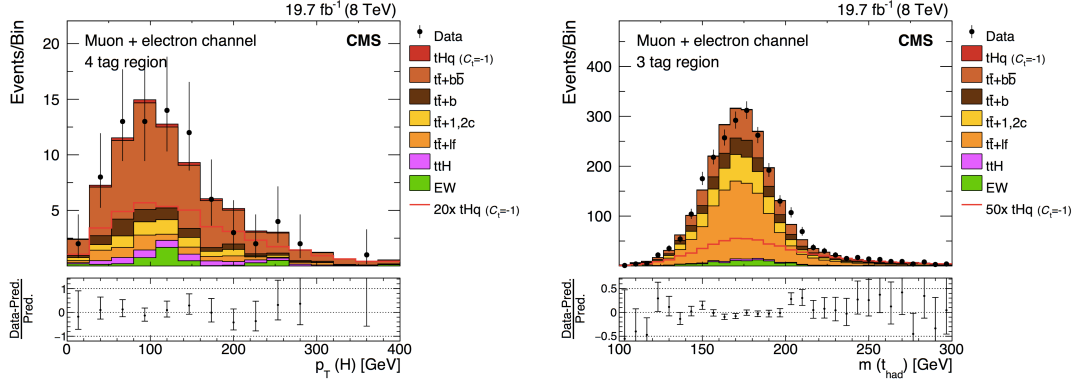 19.7 fb⁻¹ (8 TeV)
Events/Bin
20
15
10
5
Muon + electron channel
4 tag region
CMS
Data
tHq (Cₜ=-1)
tt̄+bb̄
tt̄+b
tt̄+1,2c
tt̄+lf
ttH
EW
20x tHq (Cₜ=-1)
Data-Pred.
Pred.
1
0
-1
0 100 200 300 400
p_T (H) [GeV]
19.7 fb⁻¹ (8 TeV)
Events/Bin
400
300
200
100
Muon + electron channel
3 tag region
CMS
Data
tHq (Cₜ=-1)
tt̄+bb̄
tt̄+b
tt̄+1,2c
tt̄+lf
ttH
EW
50x tHq (Cₜ=-1)
Data-Pred.
Pred.
0.5
0.0
-0.5
100 150 200 250 300
m (t_had) [GeV]